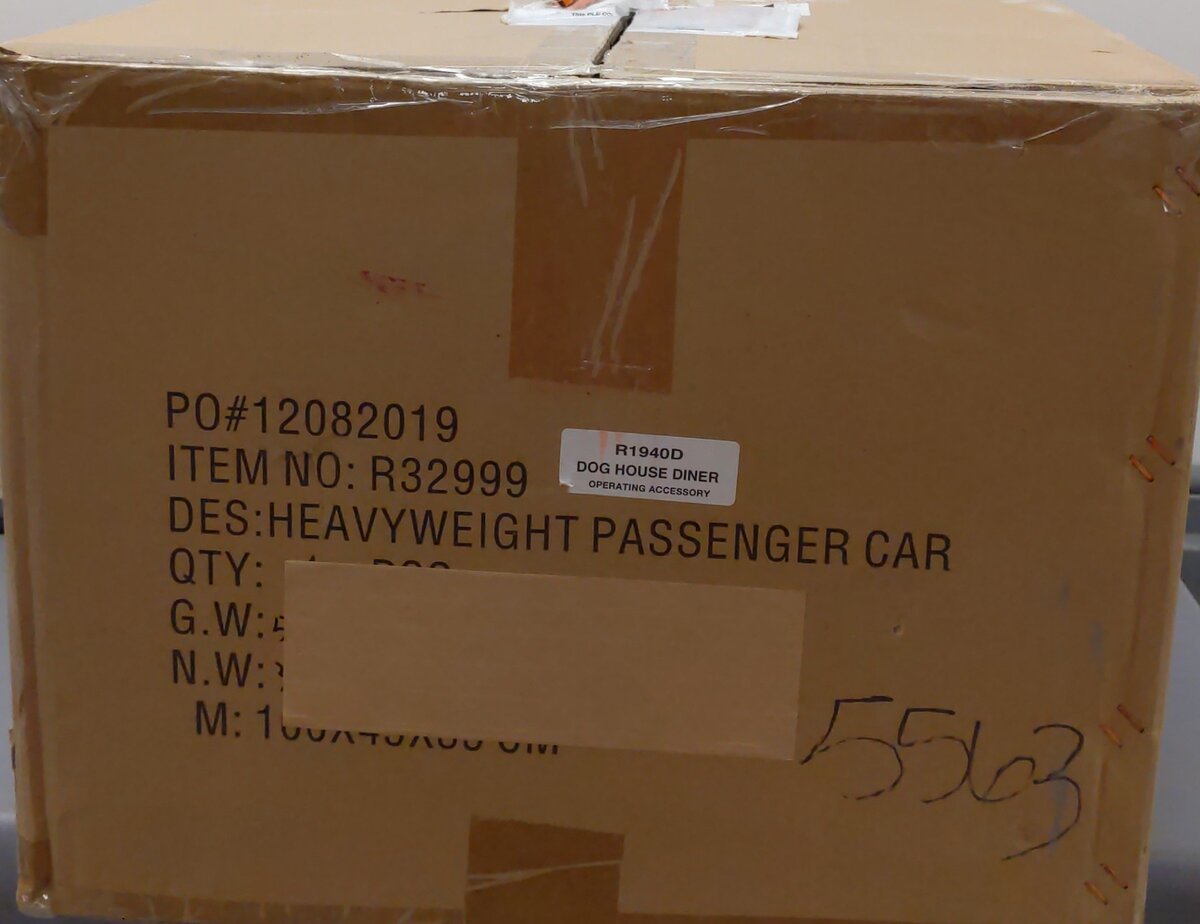 PO#12082019
ITEM NO: R32999
R1940D
DOG HOUSE DINER
OPERATING ACCESSORY
DES:HEAVYWEIGHT PASSENGER CAR
QTY:
G.W:
N.W:
M:
5563